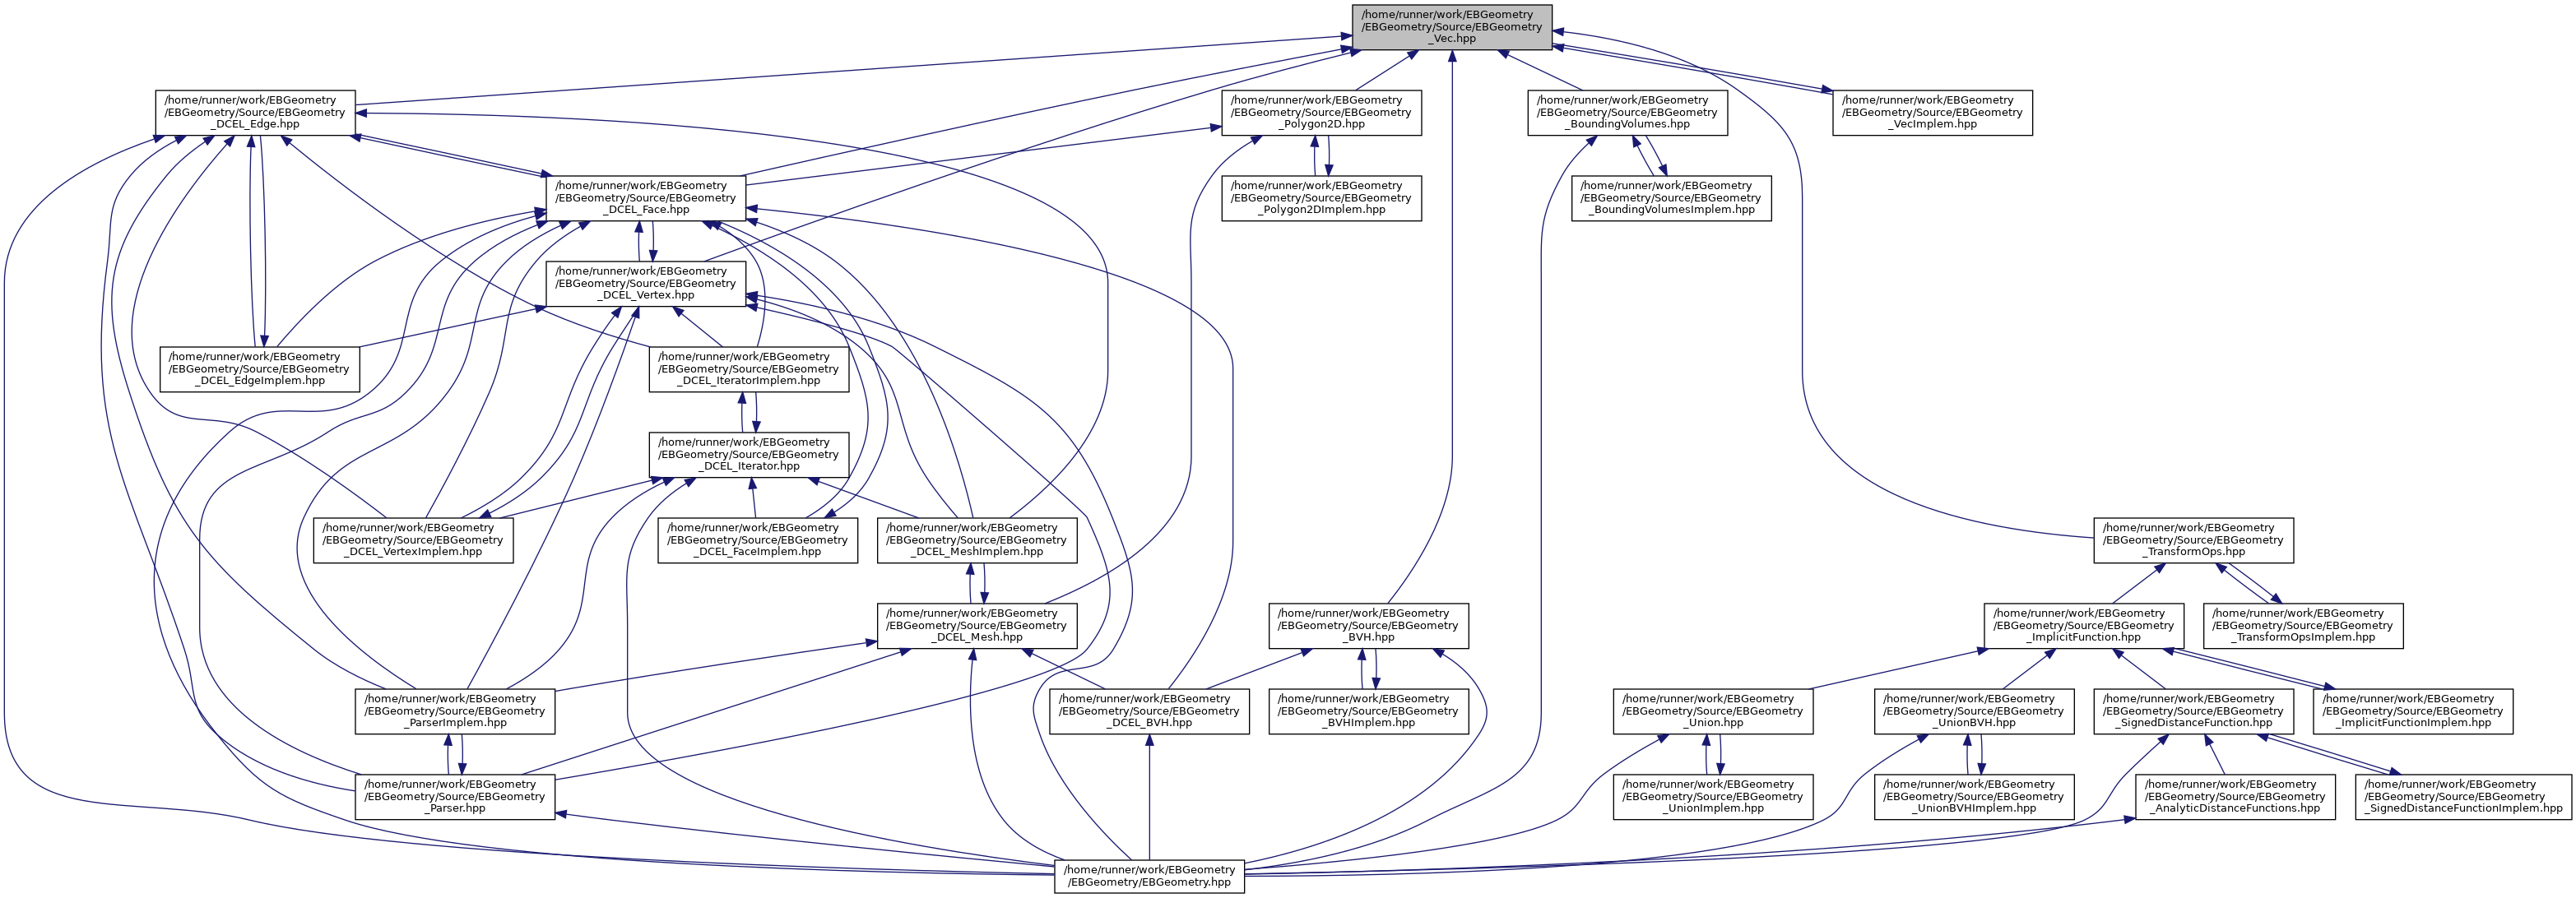 /home/runner/work/EBGeometry
/EBGeometry/Source/EBGeometry
_Vec.hpp
/home/runner/work/EBGeometry
/EBGeometry/Source/EBGeometry
_DCEL_Edge.hpp
/home/runner/work/EBGeometry
/EBGeometry/Source/EBGeometry
_Polygon2D.hpp
/home/runner/work/EBGeometry
/EBGeometry/Source/EBGeometry
_BoundingVolumes.hpp
/home/runner/work/EBGeometry
/EBGeometry/Source/EBGeometry
_VecImplem.hpp
/home/runner/work/EBGeometry
/EBGeometry/Source/EBGeometry
_DCEL_Face.hpp
/home/runner/work/EBGeometry
/EBGeometry/Source/EBGeometry
_Polygon2DImplem.hpp
/home/runner/work/EBGeometry
/EBGeometry/Source/EBGeometry
_BoundingVolumesImplem.hpp
/home/runner/work/EBGeometry
/EBGeometry/Source/EBGeometry
_DCEL_Vertex.hpp
/home/runner/work/EBGeometry
/EBGeometry/Source/EBGeometry
_DCEL_EdgeImplem.hpp
/home/runner/work/EBGeometry
/EBGeometry/Source/EBGeometry
_DCEL_IteratorImplem.hpp
/home/runner/work/EBGeometry
/EBGeometry/Source/EBGeometry
_DCEL_Iterator.hpp
/home/runner/work/EBGeometry
/EBGeometry/Source/EBGeometry
_DCEL_VertexImplem.hpp
/home/runner/work/EBGeometry
/EBGeometry/Source/EBGeometry
_DCEL_FaceImplem.hpp
/home/runner/work/EBGeometry
/EBGeometry/Source/EBGeometry
_DCEL_MeshImplem.hpp
/home/runner/work/EBGeometry
/EBGeometry/Source/EBGeometry
_TransformOps.hpp
/home/runner/work/EBGeometry
/EBGeometry/Source/EBGeometry
_DCEL_Mesh.hpp
/home/runner/work/EBGeometry
/EBGeometry/Source/EBGeometry
_BVH.hpp
/home/runner/work/EBGeometry
/EBGeometry/Source/EBGeometry
_ImplicitFunction.hpp
/home/runner/work/EBGeometry
/EBGeometry/Source/EBGeometry
_TransformOpsImplem.hpp
/home/runner/work/EBGeometry
/EBGeometry/Source/EBGeometry
_ParserImplem.hpp
/home/runner/work/EBGeometry
/EBGeometry/Source/EBGeometry
_DCEL_BVH.hpp
/home/runner/work/EBGeometry
/EBGeometry/Source/EBGeometry
_BVHImplem.hpp
/home/runner/work/EBGeometry
/EBGeometry/Source/EBGeometry
_Union.hpp
/home/runner/work/EBGeometry
/EBGeometry/Source/EBGeometry
_UnionBVH.hpp
/home/runner/work/EBGeometry
/EBGeometry/Source/EBGeometry
_SignedDistanceFunction.hpp
/home/runner/work/EBGeometry
/EBGeometry/Source/EBGeometry
_ImplicitFunctionImplem.hpp
/home/runner/work/EBGeometry
/EBGeometry/Source/EBGeometry
_Parser.hpp
/home/runner/work/EBGeometry
/EBGeometry/Source/EBGeometry
_UnionImplem.hpp
/home/runner/work/EBGeometry
/EBGeometry/Source/EBGeometry
_UnionBVHImplem.hpp
/home/runner/work/EBGeometry
/EBGeometry/Source/EBGeometry
_AnalyticDistanceFunctions.hpp
/home/runner/work/EBGeometry
/EBGeometry/Source/EBGeometry
_SignedDistanceFunctionImplem.hpp
/home/runner/work/EBGeometry
/EBGeometry/EBGeometry.hpp